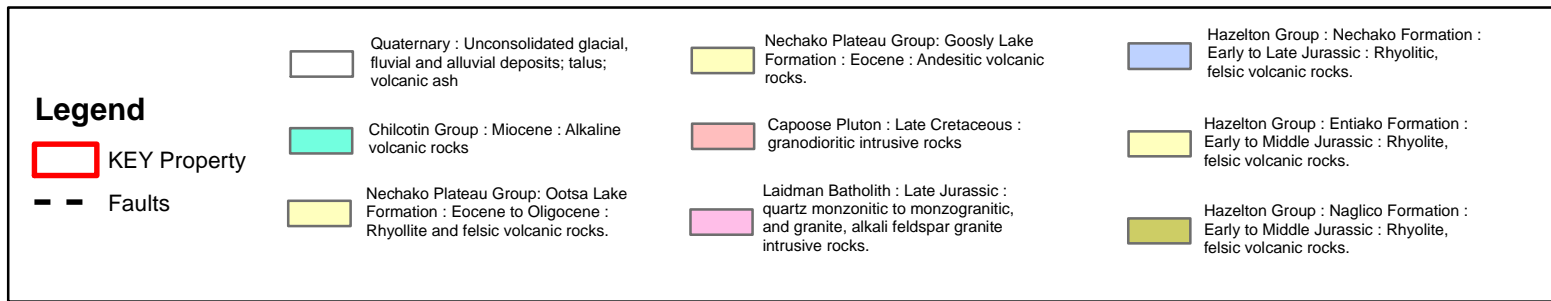 Legend
KEY Property
Faults
Quaternary : Unconsolidated glacial,
fluvial and alluvial deposits; talus;
volcanic ash
Chilcotin Group : Miocene : Alkaline
volcanic rocks
Nechako Plateau Group: Ootsa Lake
Formation : Eocene to Oligocene :
Rhyollite and felsic volcanic rocks.
Nechako Plateau Group: Goosly Lake
Formation : Eocene : Andesitic volcanic
rocks.
Capoose Pluton : Late Cretaceous :
granodioritic intrusive rocks
Laidman Batholith : Late Jurassic :
quartz monzonitic to monzogranitic,
and granite, alkali feldspar granite
intrusive rocks.
Hazelton Group : Nechako Formation :
Early to Late Jurassic : Rhyolitic,
felsic volcanic rocks.
Hazelton Group : Entiako Formation :
Early to Middle Jurassic : Rhyolite,
felsic volcanic rocks.
Hazelton Group : Naglico Formation :
Early to Middle Jurassic : Rhyolite,
felsic volcanic rocks.